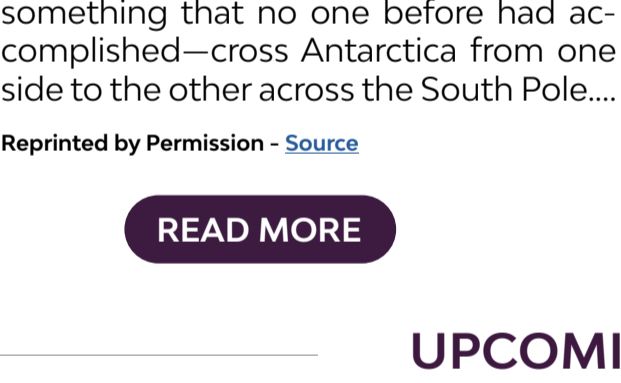 something that no one before had ac-
complished—cross Antarctica from one
side to the other across the South Pole....
Reprinted by Permission - Source
READ MORE
UPCOMI